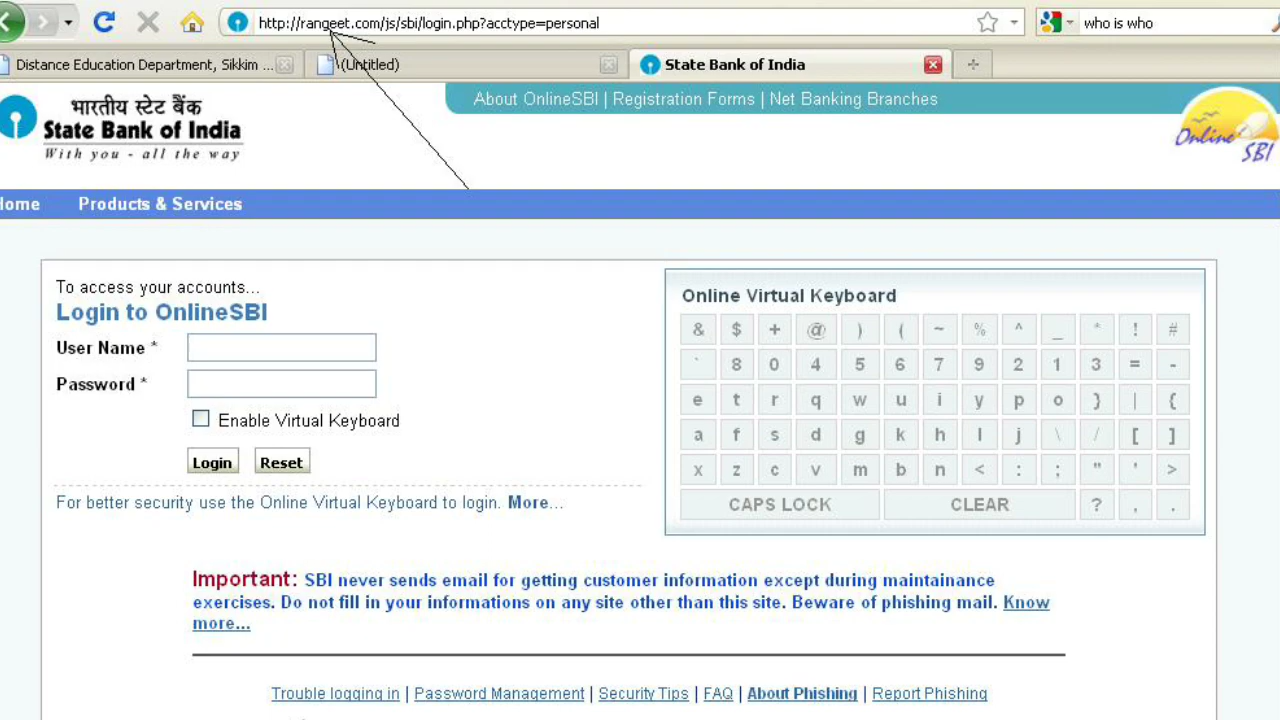 http://rangeet.com/js/sbi/login.php?acctype=personal
who is who
Distance Education Department, Sikkim ...
(Untitled)
State Bank of India
About OnlineSBI | Registration Forms | Net Banking Branches
भारतीय स्टेट बैंक
State Bank of India
With you - all the way
Online SBI
Home Products & Services
To access your accounts...
Login to OnlineSBI
User Name *
Password *
Enable Virtual Keyboard
Login Reset
For better security use the Online Virtual Keyboard to login. More...
Online Virtual Keyboard
& $ + @ ) ( ~ % ^ _ * ! #
` 8 0 4 5 6 7 9 2 1 3 = -
e t r q w u i y p o } | {
a f s d g k h l j \ / [ ]
x z c v m b n < : ; " ' >
CAPS LOCK CLEAR ? , .
Important: SBI never sends email for getting customer information except during maintainance
exercises. Do not fill in your informations on any site other than this site. Beware of phishing mail. Know
more...
Trouble logging in | Password Management | Security Tips | FAQ | About Phishing | Report Phishing